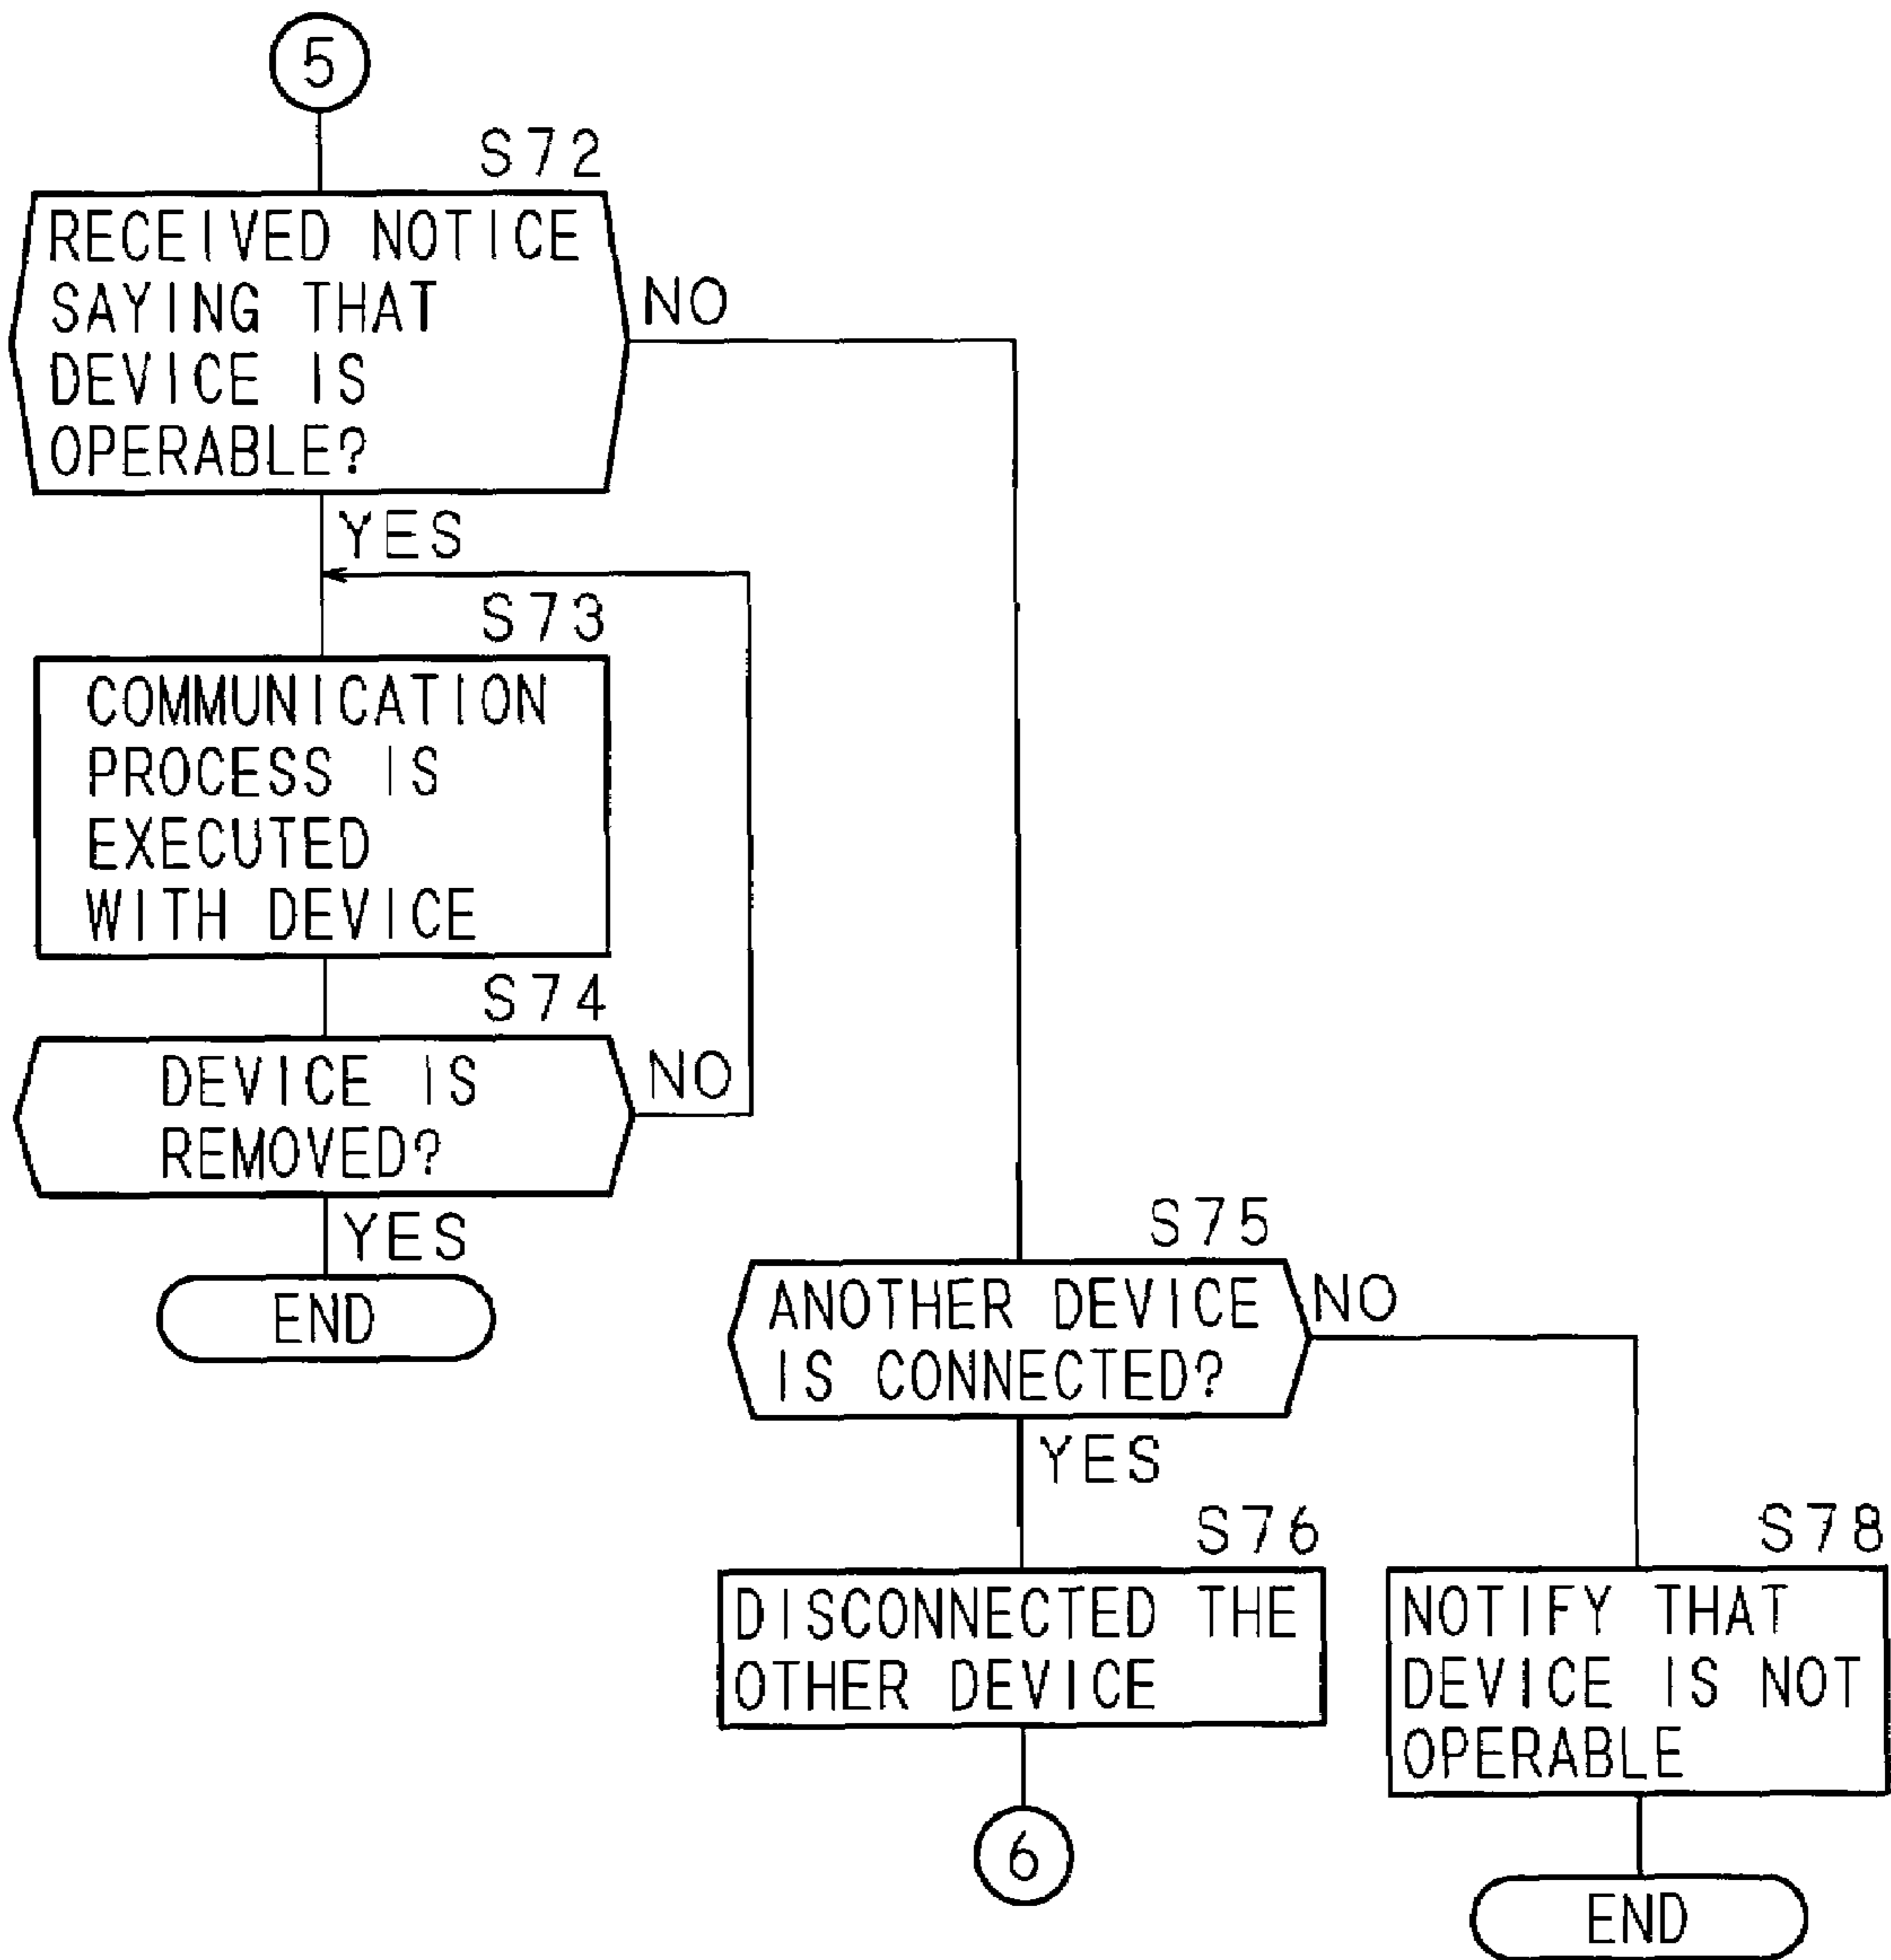 5
S72
RECEIVED NOTICE
SAYING THAT
DEVICE IS
OPERABLE?
NO
YES
S73
COMMUNICATION
PROCESS IS
EXECUTED
WITH DEVICE
S74
DEVICE IS
REMOVED?
NO
YES
END
S75
ANOTHER DEVICE
IS CONNECTED?
NO
YES
S76
DISCONNECTED THE
OTHER DEVICE
6
S78
NOTIFY THAT
DEVICE IS NOT
OPERABLE
END